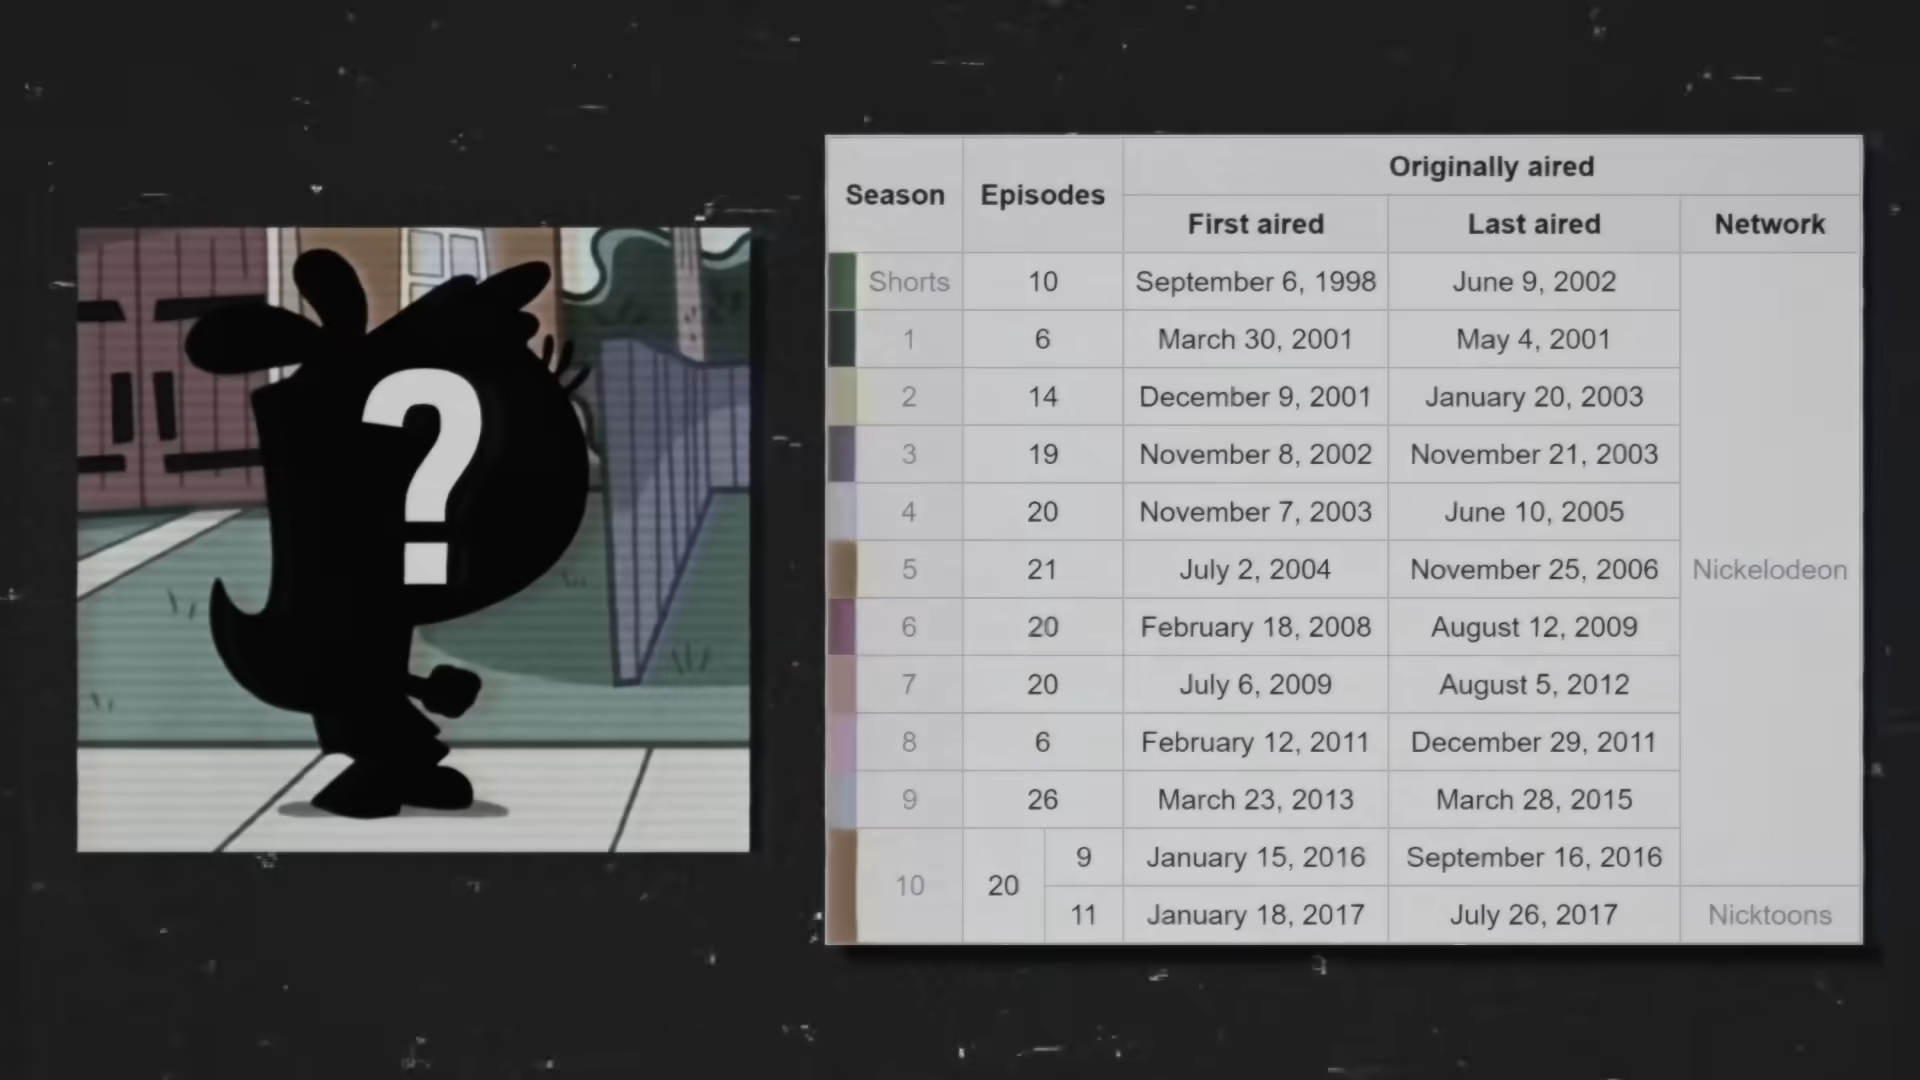 ?
Originally aired
Season Episodes
First aired Last aired Network
Shorts 10 September 6, 1998 June 9, 2002
1 6 March 30, 2001 May 4, 2001
2 14 December 9, 2001 January 20, 2003
3 19 November 8, 2002 November 21, 2003
4 20 November 7, 2003 June 10, 2005
5 21 July 2, 2004 November 25, 2006 Nickelodeon
6 20 February 18, 2008 August 12, 2009
7 20 July 6, 2009 August 5, 2012
8 6 February 12, 2011 December 29, 2011
9 26 March 23, 2013 March 28, 2015
9 January 15, 2016 September 16, 2016
10 20
11 January 18, 2017 July 26, 2017 Nicktoons